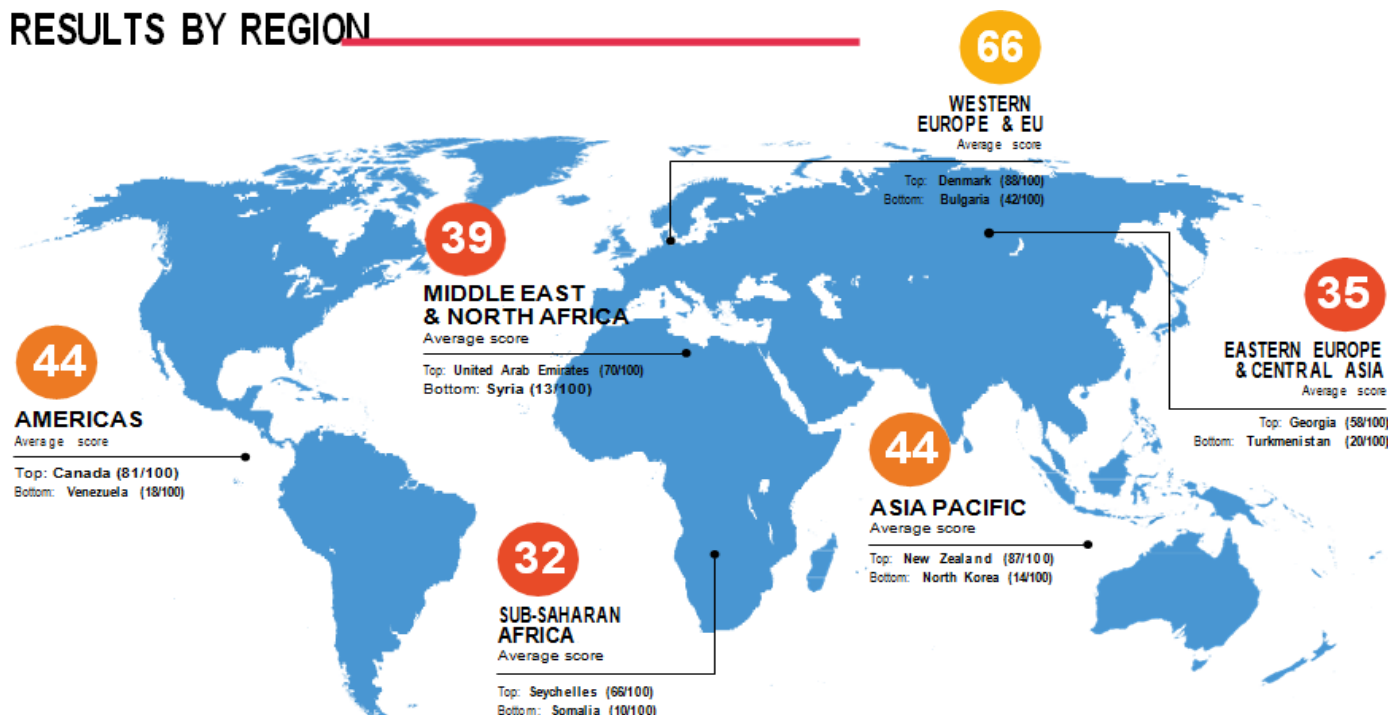 RESULTS BY REGION
66
WESTERN
EUROPE & EU
Average score
Top: Denmark (88/100)
Bottom: Bulgaria (42/100)
39
MIDDLE EAST
& NORTH AFRICA
Average score
Top: United Arab Emirates (70/100)
Bottom: Syria (13/100)
35
EASTERN EUROPE
& CENTRAL ASIA
Average score
Top: Georgia (58/100)
Bottom: Turkmenistan (20/100)
44
AMERICAS
Average score
Top: Canada (81/100)
Bottom: Venezuela (18/100)
44
ASIA PACIFIC
Average score
Top: New Zealand (87/100)
Bottom: North Korea (14/100)
32
SUB-SAHARAN
AFRICA
Average score
Top: Seychelles (66/100)
Bottom: Somalia (10/100)